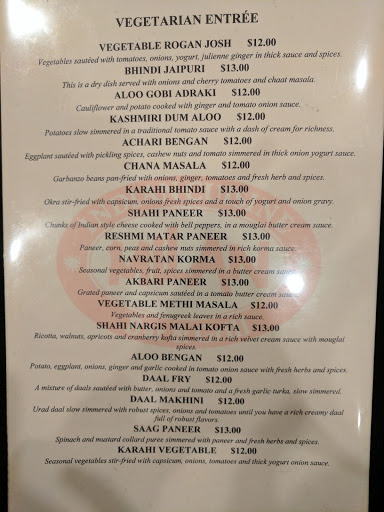 VEGETARIAN ENTRÉE
VEGETABLE ROGAN JOSH $12.00
Vegetables sautéed with tomatoes, onions, yogurt, julienne ginger in thick sauce and spices.
BHINDI JAIPURI $13.00
This is a dry dish served with onions and cherry tomatoes and chaat masala.
ALOO GOBI ADRAKI $12.00
Cauliflower and potato cooked with ginger and tomato onion sauce.
KASHMIRI DUM ALOO $12.00
Potatoes slow simmered in a traditional tomato sauce with a dash of cream for richness.
ACHARI BENGAN $12.00
Eggplant sautéed with pickling spices, cashew nuts and tomato simmered in thick onion yogurt sauce.
CHANA MASALA $12.00
Garbanzo beans pan-fried with onions, ginger, tomatoes and fresh herb and spices.
KARAHI BHINDI $13.00
Okra stir-fried with capsicum, onions fresh spices and a touch of yogurt and onion gravy.
SHAHI PANEER $13.00
Chunks of Indian style cheese cooked with bell peppers, in a mouglai butter cream sauce.
RESHMI MATAR PANEER $13.00
Paneer, corn, peas and cashew nuts simmered in rich korma sauce.
NAVRATAN KORMA $13.00
Seasonal vegetables, fruit, spices simmered in a butter cream sauce.
AKBARI PANEER $13.00
Grated paneer and capsicum sautéed in a tomato butter cream sauce.
VEGETABLE METHI MASALA $12.00
Vegetables and fenugreek leaves in a rich sauce.
SHAHI NARGIS MALAI KOFTA $13.00
Ricotta, walnuts, apricots and cranberry kofta simmered in a rich velvet cream sauce with mouglai
spices.
ALOO BENGAN $12.00
Potato, eggplant, onions, ginger and garlic cooked in tomato onion sauce with fresh herbs and spices.
DAAL FRY $12.00
A mixture of daals sautéed with butter, onions and tomato and a fresh garlic turka, slow simmered.
DAAL MAKHINI $12.00
Urad daal slow simmered with robust spices, onions and tomatoes until you have a rich creamy daal
full of robust flavors.
SAAG PANEER $13.00
Spinach and mustard collard puree simmered with paneer and fresh herbs and spices.
KARAHI VEGETABLE $12.00
Seasonal vegetables stir-fried with capsicum, onions, tomatoes and thick yogurt onion sauce.